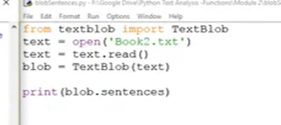 blobSentences.py - F:\Google Drive\Python Text Analysis -Functions\Module 2\blobS
File Edit Format Run Options Window Help
from textblob import TextBlob
text = open('Book2.txt')
text = text.read()
blob = TextBlob(text)
print(blob.sentences)